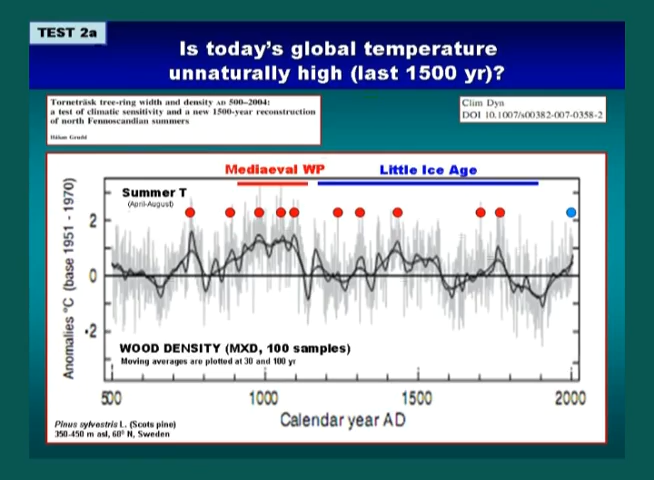 TEST 2a
Is today's global temperature
unnaturally high (last 1500 yr)?
Torneträsk tree-ring width and density AD 500–2004:
a test of climatic sensitivity and a new 1500-year reconstruction
of north Fennoscandian summers
Håkan Grudd
Clim Dyn
DOI 10.1007/s00382-007-0358-2
Mediaeval WP
Little Ice Age
Summer T
(April-August)
Anomalies °C (base 1951 - 1970)
2
0
-2
WOOD DENSITY (MXD, 100 samples)
Moving averages are plotted at 30 and 100 yr
500
1000
1500
2000
Calendar year AD
Pinus sylvestris L. (Scots pine)
350-450 m asl, 68° N, Sweden